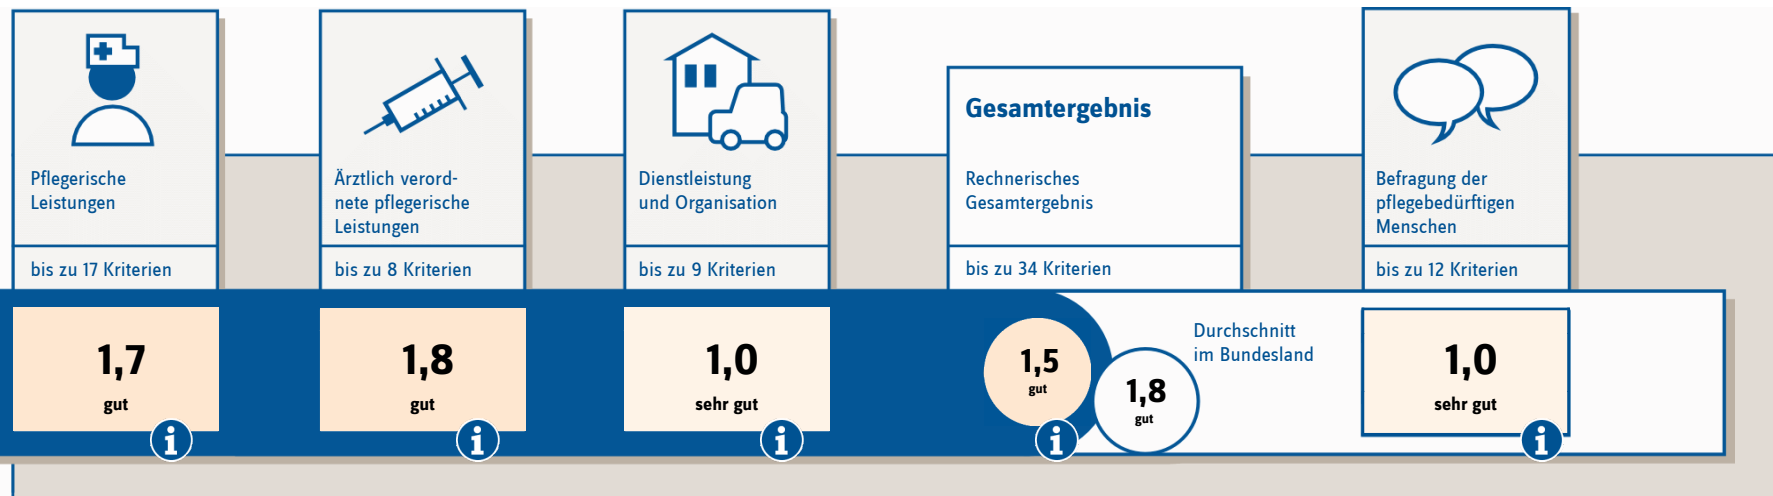 Pflegerische
Leistungen
bis zu 17 Kriterien
1,7
gut
Ärztlich verord-
nete pflegerische
Leistungen
bis zu 8 Kriterien
1,8
gut
Dienstleistung
und Organisation
bis zu 9 Kriterien
1,0
sehr gut
Gesamtergebnis
Rechnerisches
Gesamtergebnis
bis zu 34 Kriterien
1,5
gut
1,8
gut
Durchschnitt
im Bundesland
Befragung der
pflegebedürftigen
Menschen
bis zu 12 Kriterien
1,0
sehr gut